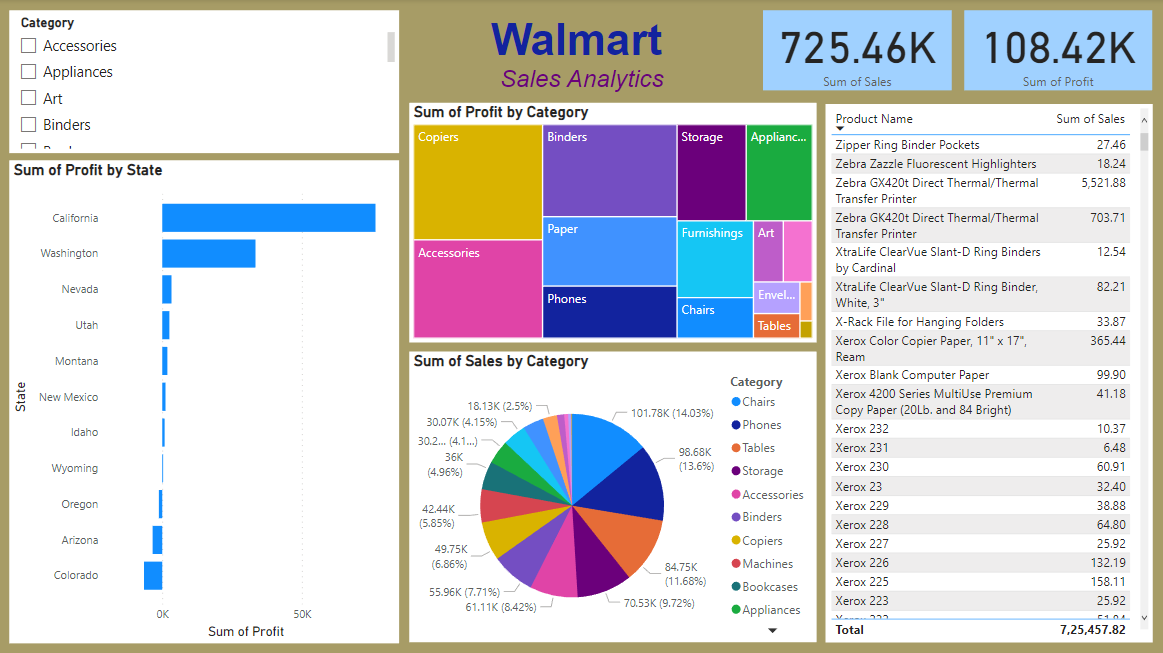 Category
Accessories
Appliances
Art
Binders
Walmart
Sales Analytics
725.46K
Sum of Sales
108.42K
Sum of Profit
Sum of Profit by State
State
California
Washington
Nevada
Utah
Montana
New Mexico
Idaho
Wyoming
Oregon
Arizona
Colorado
0K
50K
Sum of Profit
Sum of Profit by Category
Copiers
Accessories
Binders
Paper
Phones
Storage
Applianc...
Furnishings
Chairs
Art
Envel...
Tables
Sum of Sales by Category
101.78K (14.03%)
98.68K
(13.6%)
84.75K
(11.68%)
70.53K (9.72%)
61.11K (8.42%)
55.96K (7.71%)
49.75K
(6.86%)
42.44K
(5.85%)
36K
(4.96%)
30.2... (4.1...)
30.07K (4.15%)
18.13K (2.5%)
Category
Chairs
Phones
Tables
Storage
Accessories
Binders
Copiers
Machines
Bookcases
Appliances
Product Name Sum of Sales
Zipper Ring Binder Pockets 27.46
Zebra Zazzle Fluorescent Highlighters 18.24
Zebra GX420t Direct Thermal/Thermal 5,521.88
Transfer Printer
Zebra GK420t Direct Thermal/Thermal 703.71
Transfer Printer
XtraLife ClearVue Slant-D Ring Binders 12.54
by Cardinal
XtraLife ClearVue Slant-D Ring Binder, 82.21
White, 3"
X-Rack File for Hanging Folders 33.87
Xerox Color Copier Paper, 11" x 17", 365.44
Ream
Xerox Blank Computer Paper 99.90
Xerox 4200 Series MultiUse Premium 41.18
Copy Paper (20Lb. and 84 Bright)
Xerox 232 10.37
Xerox 231 6.48
Xerox 230 60.91
Xerox 23 32.40
Xerox 229 38.88
Xerox 228 64.80
Xerox 227 25.92
Xerox 226 132.19
Xerox 225 158.11
Xerox 223 25.92
Total 7,25,457.82